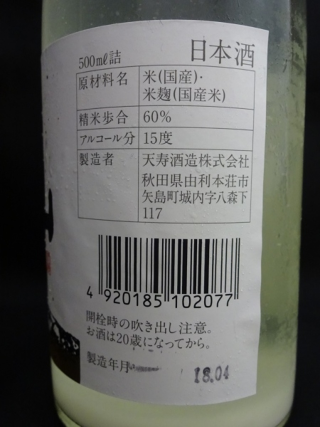 日本酒
500ml詰
原材料名 米(国産)・
米麹(国産米)
精米歩合 60%
アルコール分 15度
製造者 天寿酒造株式会社
秋田県由利本荘市
矢島町城内字八森下
117
4 920185 102077
開栓時の吹き出し注意。
お酒は20歳になってから。
製造年月 18.04